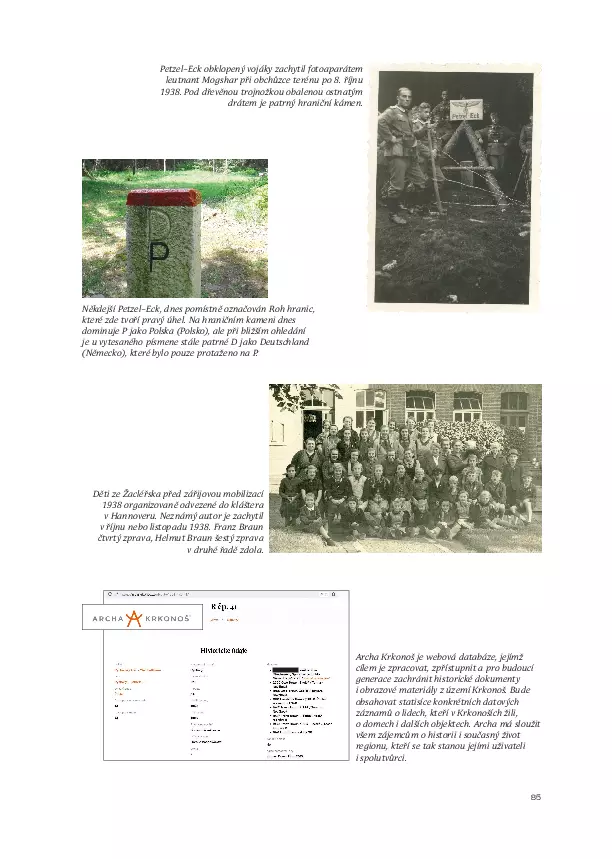 Petzel-Eck obklopený vojáky zachytil fotoaparátem
leutnant Mogshar při obhůzce terénu po 8. říjnu
1938. Pod dřevěnou trojnožkou obalenou ostnatým
drátem je patrný hraniční kámen.
Petzel Eck
D
P
Někdejší Petzel-Eck, dnes pomístně označován Roh hranic,
které zde tvoří pravý úhel. Na hraničním kameni dnes
dominuje P jako Polska (Polsko), ale při bližším ohledání
je u vytesaného písmene stále patrné D jako Deutschland
(Německo), které bylo pouze protaženo na P.
Děti ze Žacléřska před zářijovou mobilizací
1938 organizovaně odvezené do kláštera
v Hannoveru. Neznámý autor je zachytil
v říjnu nebo listopadu 1938. Franz Braun
čtvrtý zprava, Helmut Braun šestý zprava
v druhé řadě zdola.
ARCHA KRKONOŠ
čp. 41
Historické údaje
Archa Krkonoš je webová databáze, jejímž
cílem je zpracovat, zpřístupnit a pro budoucí
generace zachránit historické dokumenty
i obrazové materiály z území Krkonoš. Bude
obsahovat statisíce konkrétních datových
záznamů o lidech, kteří v Krkonoších žili,
o domech i dalších objektech. Archa má sloužit
všem zájemcům o historii i současný život
regionu, kteří se tak stanou jejími uživateli
i spolutvůrci.
85